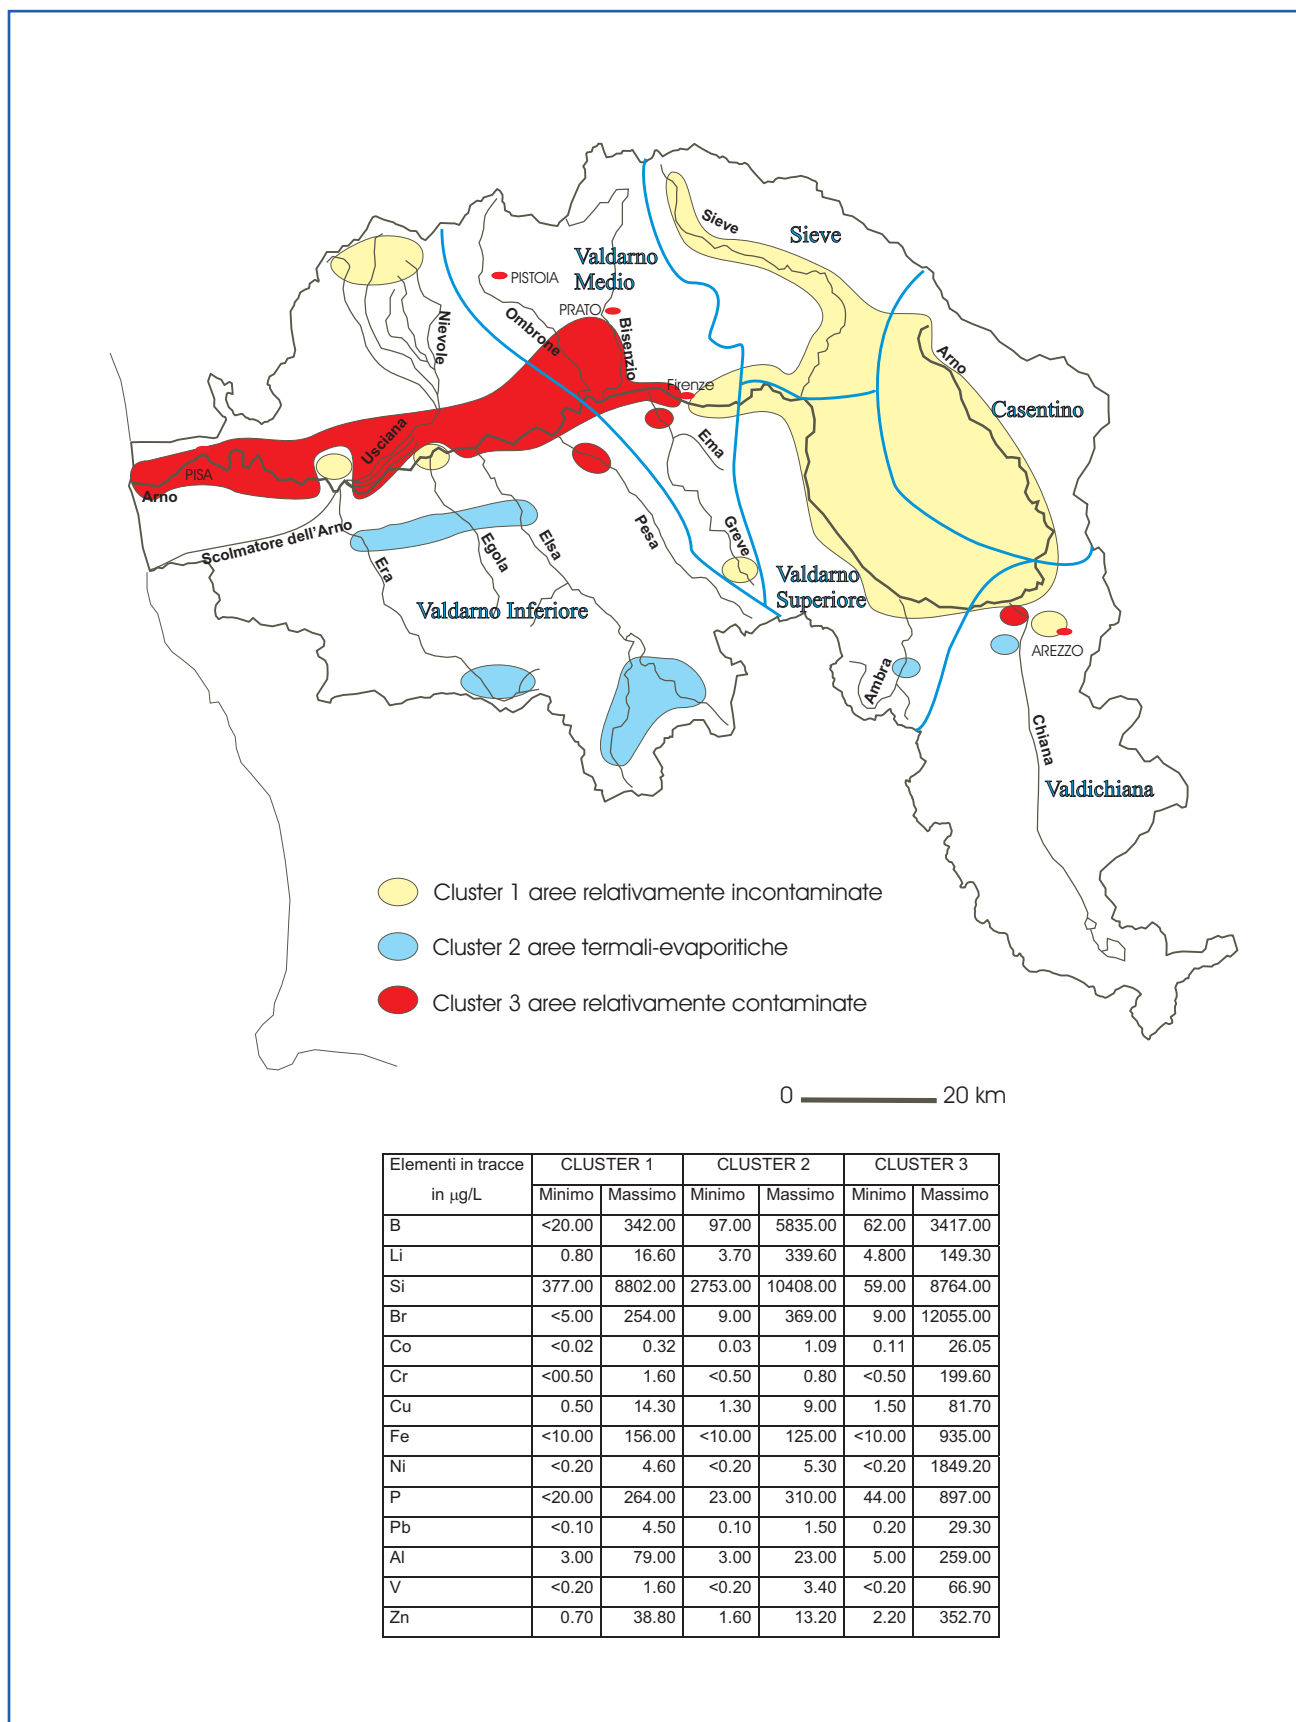 Sieve
Sieve
Valdarno
Medio
PISTOIA
PRATO
Ombrone
Bisenzio
Nievole
Firenze
Arno
Casentino
Usciana
Ema
PISA
Arno
Scolmatore dell'Arno
Era
Egola
Elsa
Pesa
Greve
Valdarno
Superiore
Valdarno Inferiore
AREZZO
Ambra
Chiana
Valdichiana
Cluster 1 aree relativamente incontaminate
Cluster 2 aree termali-evaporitiche
Cluster 3 aree relativamente contaminate
0 20 km
Elementi in tracce CLUSTER 1 CLUSTER 2 CLUSTER 3
in µg/L Minimo Massimo Minimo Massimo Minimo Massimo
B <20.00 342.00 97.00 5835.00 62.00 3417.00
Li 0.80 16.60 3.70 339.60 4.800 149.30
Si 377.00 8802.00 2753.00 10408.00 59.00 8764.00
Br <5.00 254.00 9.00 369.00 9.00 12055.00
Co <0.02 0.32 0.03 1.09 0.11 26.05
Cr <00.50 1.60 <0.50 0.80 <0.50 199.60
Cu 0.50 14.30 1.30 9.00 1.50 81.70
Fe <10.00 156.00 <10.00 125.00 <10.00 935.00
Ni <0.20 4.60 <0.20 5.30 <0.20 1849.20
P <20.00 264.00 23.00 310.00 44.00 897.00
Pb <0.10 4.50 0.10 1.50 0.20 29.30
Al 3.00 79.00 3.00 23.00 5.00 259.00
V <0.20 1.60 <0.20 3.40 <0.20 66.90
Zn 0.70 38.80 1.60 13.20 2.20 352.70